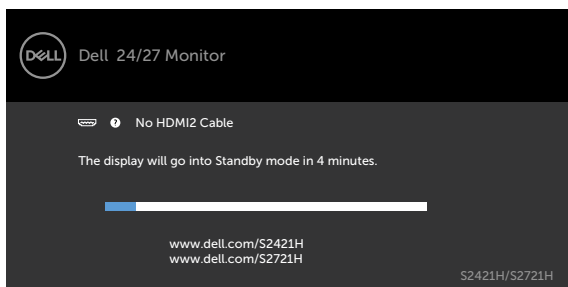 DELL
Dell 24/27 Monitor
? No HDMI2 Cable
The display will go into Standby mode in 4 minutes.
www.dell.com/S2421H
www.dell.com/S2721H
S2421H/S2721H